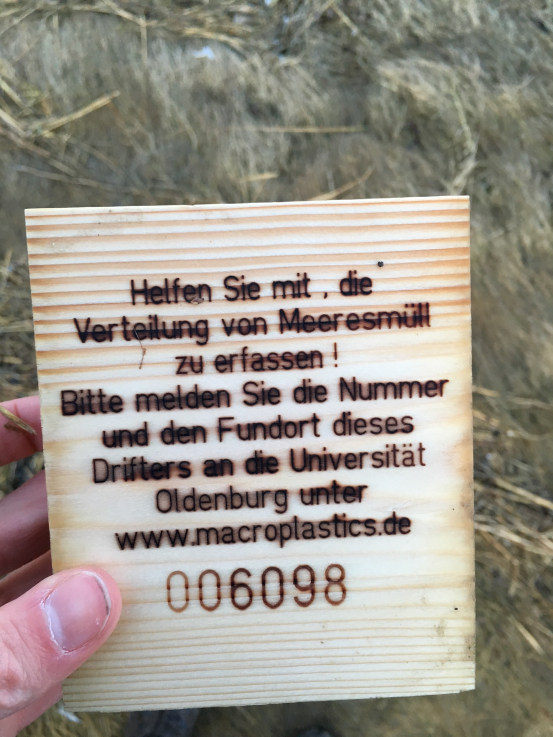 Helfen Sie mit , die
Verteilung von Meeresmüll
zu erfassen !
Bitte melden Sie die Nummer
und den Fundort dieses
Drifters an die Universität
Oldenburg unter
www.macroplastics.de
006098